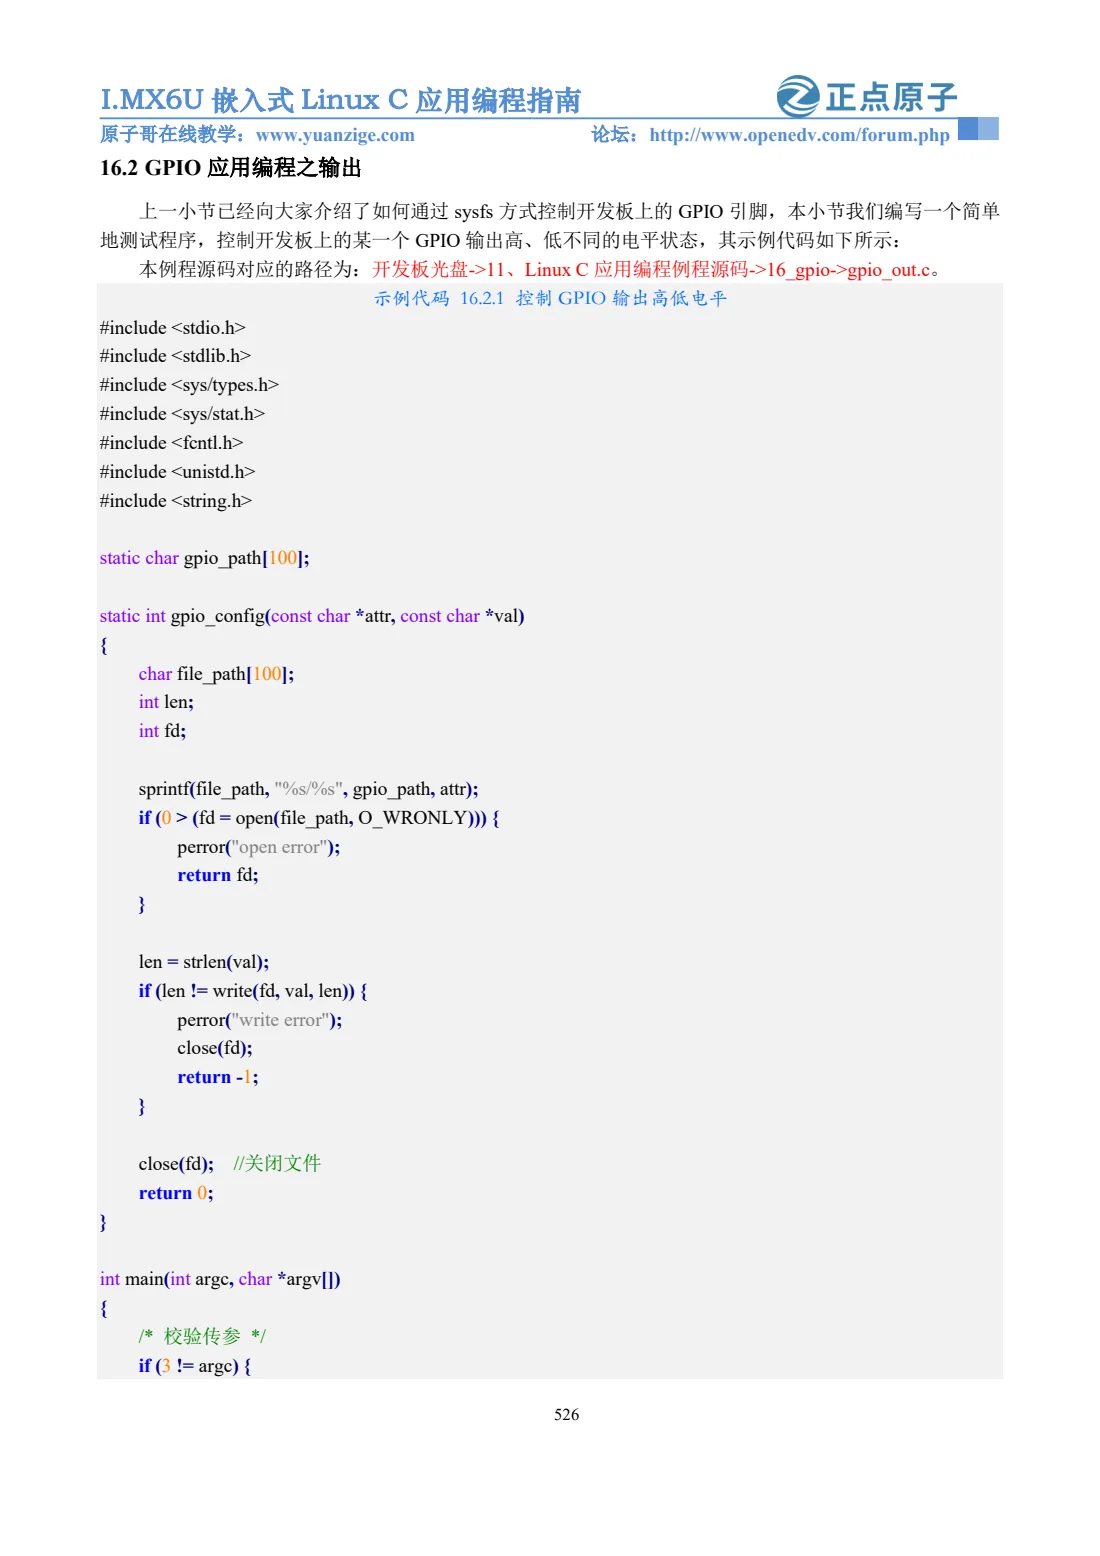 I.MX6U 嵌入式 Linux C 应用编程指南
正点原子
原子哥在线教学：www.yuanzige.com 论坛：http://www.openedv.com/forum.php
16.2 GPIO 应用编程之输出
上一小节已经向大家介绍了如何通过 sysfs 方式控制开发板上的 GPIO 引脚，本小节我们编写一个简单
地测试程序，控制开发板上的某一个 GPIO 输出高、低不同的电平状态，其示例代码如下所示：
本例程源码对应的路径为：开发板光盘->11、Linux C 应用编程例程源码->16_gpio->gpio_out.c。
示例代码 16.2.1 控制 GPIO 输出高低电平
#include <stdio.h>
#include <stdlib.h>
#include <sys/types.h>
#include <sys/stat.h>
#include <fcntl.h>
#include <unistd.h>
#include <string.h>
static char gpio_path[100];
static int gpio_config(const char *attr, const char *val)
{
char file_path[100];
int len;
int fd;
sprintf(file_path, "%s/%s", gpio_path, attr);
if (0 > (fd = open(file_path, O_WRONLY))) {
perror("open error");
return fd;
}
len = strlen(val);
if (len != write(fd, val, len)) {
perror("write error");
close(fd);
return -1;
}
close(fd); //关闭文件
return 0;
}
int main(int argc, char *argv[])
{
/* 校验传参 */
if (3 != argc) {
526